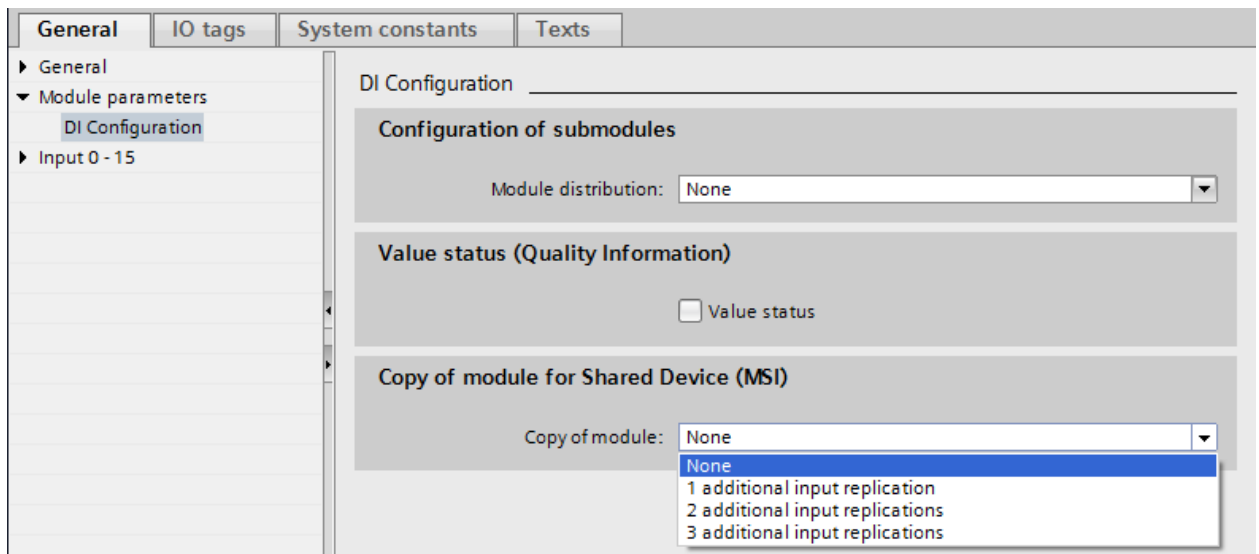 General IO tags System constants Texts
General
Module parameters
DI Configuration
Input 0 - 15
DI Configuration
Configuration of submodules
Module distribution: None
Value status (Quality Information)
Value status
Copy of module for Shared Device (MSI)
Copy of module: None
None
1 additional input replication
2 additional input replications
3 additional input replications